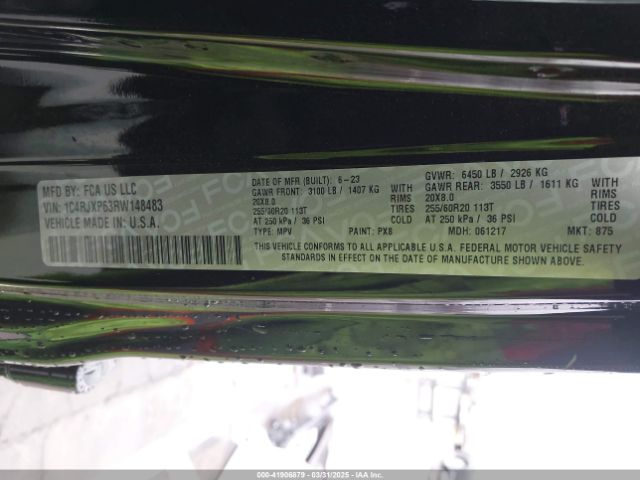 MFD BY: FCA US LLC
VIN: 1C4RJXP63RW148483
VEHICLE MADE IN U.S.A.
DATE OF MFR (BUILT): 6-23
GAWR FRONT: 3100 LB / 1407 KG WITH
20X8.0 RIMS
255/60R20 113T TIRES
AT 250 kPa / 36 PSI COLD
TYPE: MPV PAINT: PX8
GVWR: 6450 LB / 2926 KG
GAWR REAR: 3550 LB / 1611 KG WITH
20X8.0 RIMS
255/60R20 113T TIRES
AT 250 kPa / 36 PSI COLD
MDH: 061217 MKT: 875
THIS VEHICLE CONFORMS TO ALL APPLICABLE U.S.A. FEDERAL MOTOR VEHICLE SAFETY
STANDARDS IN EFFECT ON THE DATE OF MANUFACTURE SHOWN ABOVE.
000-41906879 - 03/31/2025 - IAAI.COM